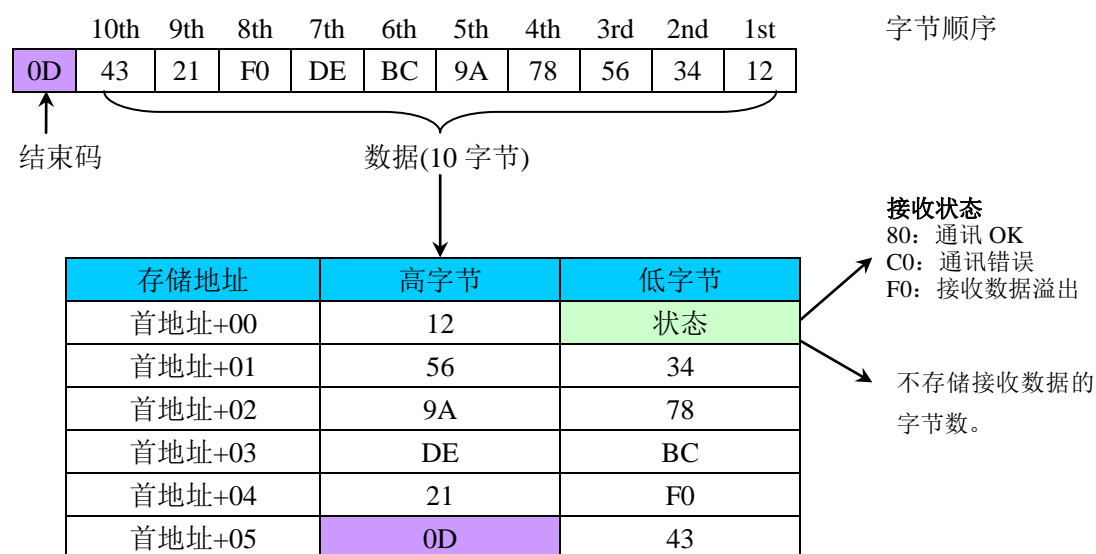 10th 9th 8th 7th 6th 5th 4th 3rd 2nd 1st 字节顺序
0D 43 21 F0 DE BC 9A 78 56 34 12
结束码 数据(10 字节)
接收状态
80：通讯 OK
C0：通讯错误
F0：接收数据溢出
不存储接收数据的
字节数。
存储地址 高字节 低字节
首地址+00 12 状态
首地址+01 56 34
首地址+02 9A 78
首地址+03 DE BC
首地址+04 21 F0
首地址+05 0D 43